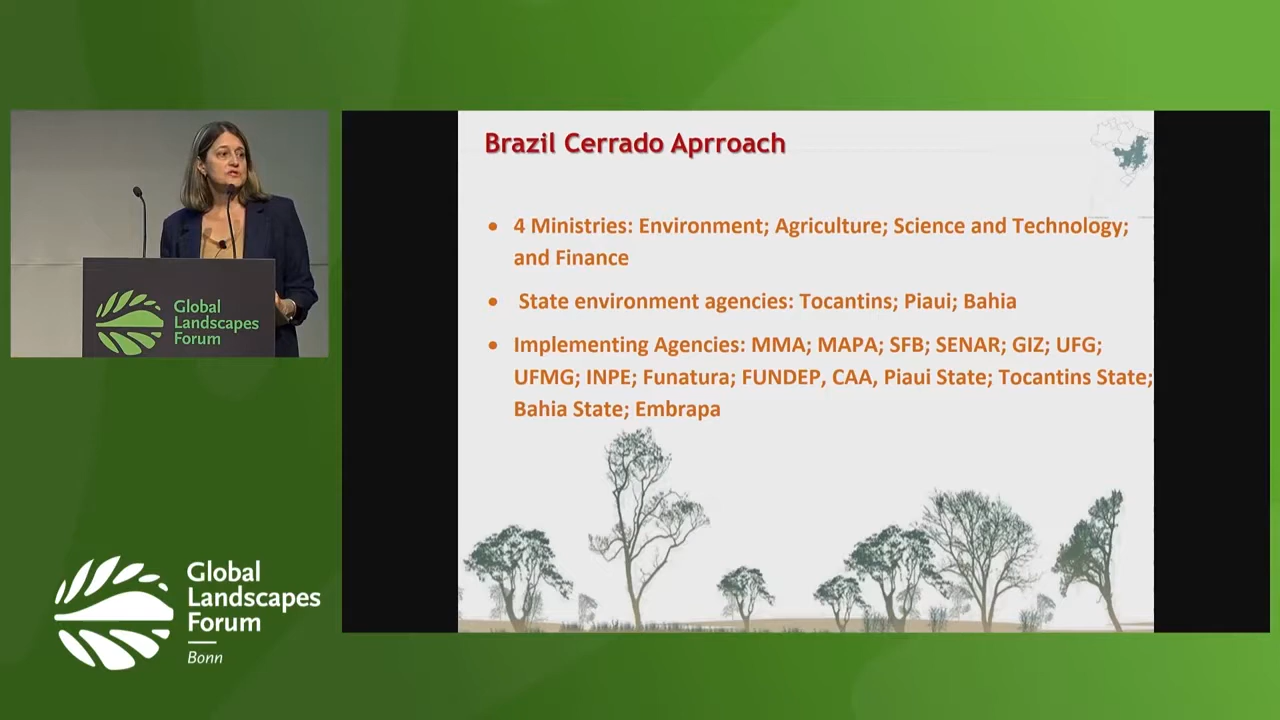 Global
Landscapes
Forum
Brazil Cerrado Aprroach
• 4 Ministries: Environment; Agriculture; Science and Technology;
and Finance
• State environment agencies: Tocantins; Piaui; Bahia
• Implementing Agencies: MMA; MAPA; SFB; SENAR; GIZ; UFG;
UFMG; INPE; Funatura; FUNDEP, CAA, Piaui State; Tocantins State;
Bahia State; Embrapa
Global
Landscapes
Forum
Bonn